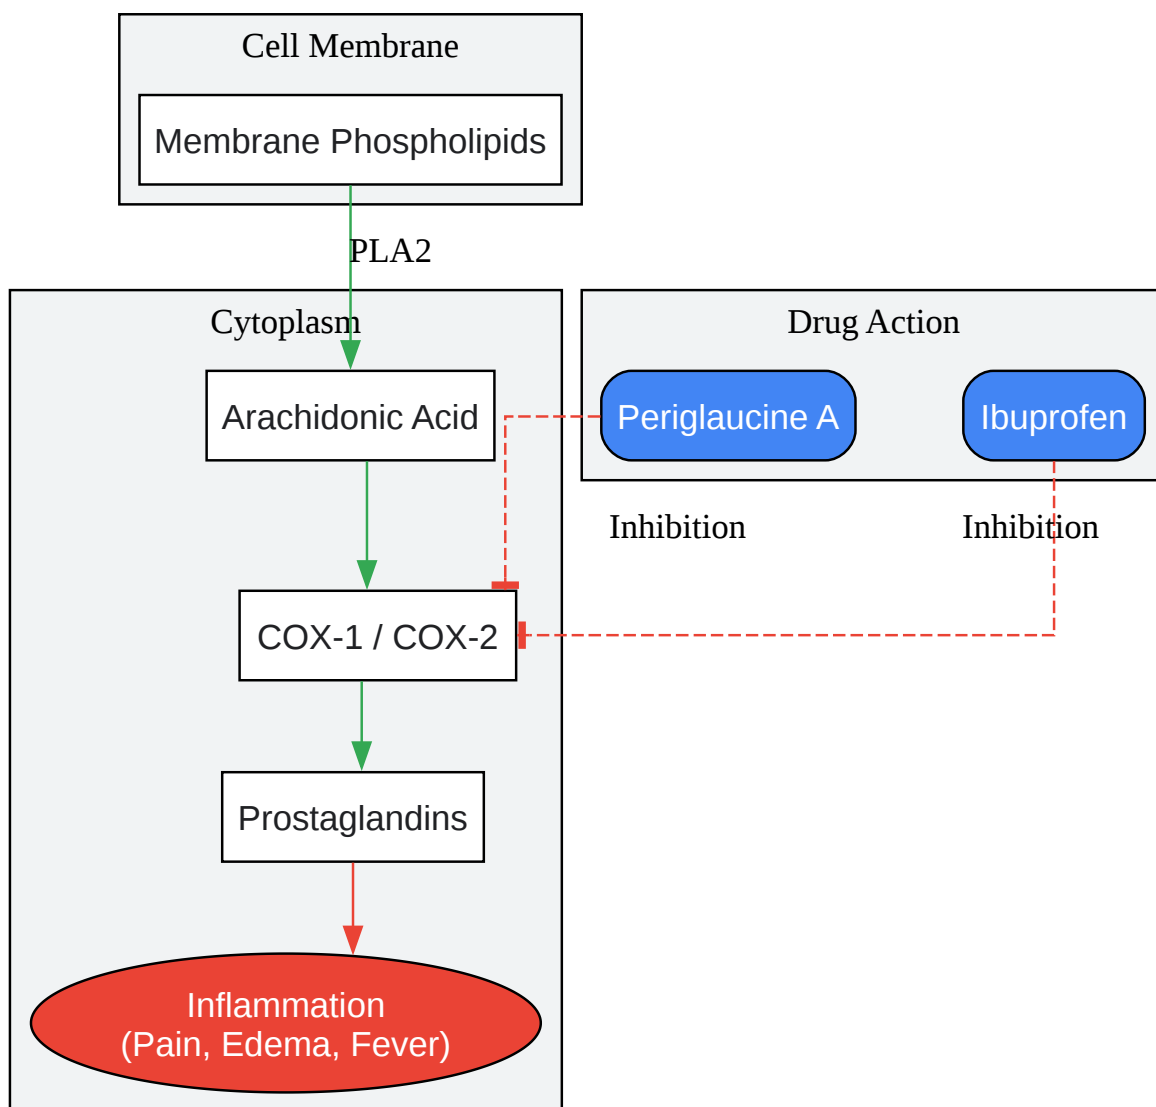 Cell Membrane
Membrane Phospholipids
PLA2
Cytoplasm
Drug Action
Arachidonic Acid
Periglaucine A
Ibuprofen
Inhibition
Inhibition
COX-1 / COX-2
Prostaglandins
Inflammation
(Pain, Edema, Fever)